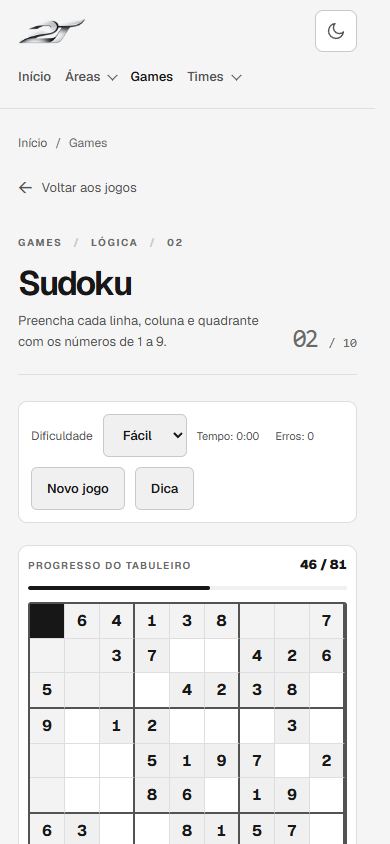 Início Áreas Games Times
Início / Games
← Voltar aos jogos
GAMES / LÓGICA / 02
Sudoku
Preencha cada linha, coluna e quadrante
com os números de 1 a 9.
02 / 10
Dificuldade Fácil Tempo: 0:00 Erros: 0
Novo jogo Dica
PROGRESSO DO TABULEIRO 46 / 81
6 4 1 3 8 7
3 7 4 2 6
5 4 2 3 8
9 1 2 3
5 1 9 7 2
8 6 1 9
6 3 8 1 5 7